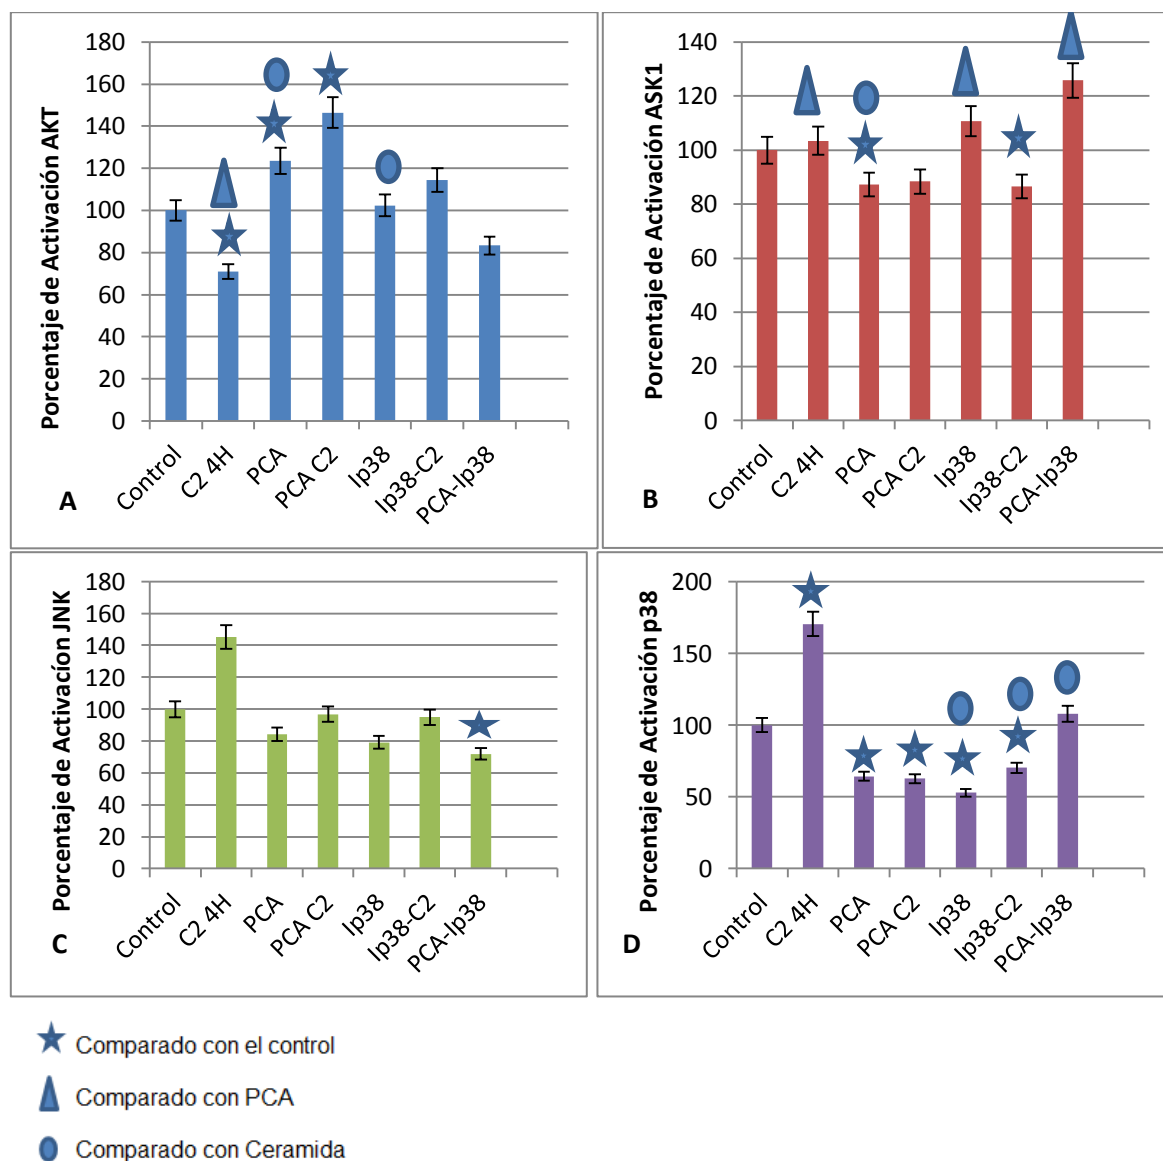 Porcentaje de Activación AKT
180
160
140
120
100
80
60
40
20
0
Control
C2 4H
PCA
PCA C2
Ip38
Ip38-C2
PCA-Ip38
A
Porcentaje de Activación ASK1
140
120
100
80
60
40
20
0
Control
C2 4H
PCA
PCA C2
Ip38
Ip38-C2
PCA-Ip38
B
Porcentaje de Activacíon JNK
180
160
140
120
100
80
60
40
20
0
Control
C2 4H
PCA
PCA C2
Ip38
Ip38-C2
PCA-Ip38
C
Porcentaje de Activación p38
200
150
100
50
0
Control
C2 4H
PCA
PCA C2
Ip38
Ip38-C2
PCA-Ip38
D
Comparado con el control
Comparado con PCA
Comparado con Ceramida